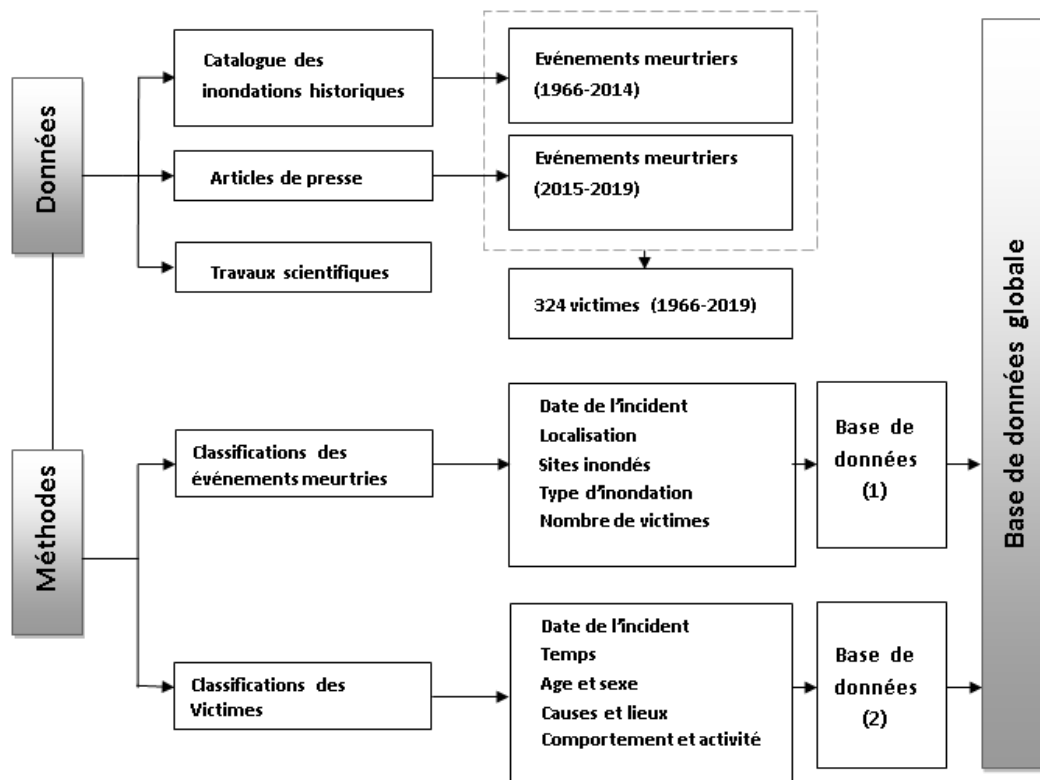 Données
Catalogue des
inondations historiques
Evénements meurtriers
(1966-2014)
Articles de presse
Evénements meurtriers
(2015-2019)
Travaux scientifiques
324 victimes (1966-2019)
Méthodes
Classifications des
événements meurtries
Date de l'incident
Localisation
Sites inondés
Type d'inondation
Nombre de victimes
Base de
données
(1)
Classifications des
Victimes
Date de l'incident
Temps
Age et sexe
Causes et lieux
Comportement et activité
Base de
données
(2)
Base de données globale